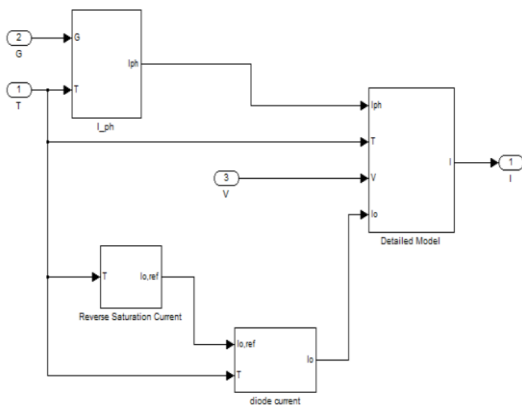 2
G
1
T
G
T
Iph
I_ph
Iph
T
V
Io
I
Detailed Model
1
I
3
V
T
Io,ref
Reverse Saturation Current
Io,ref
T
Io
diode current